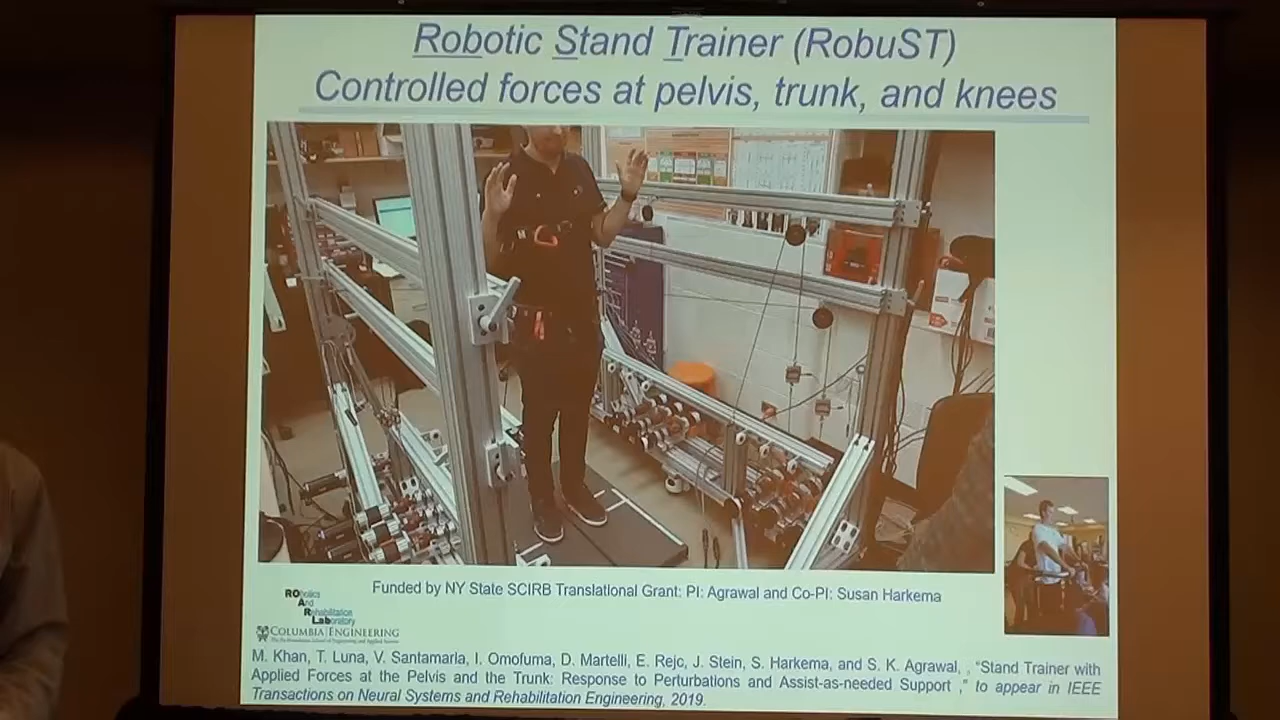 Robotic Stand Trainer (RobuST)
Controlled forces at pelvis, trunk, and knees
Funded by NY State SCIRB Translational Grant: PI: Agrawal and Co-PI: Susan Harkema
RObotics
And
Rehabilitation
Laboratory
COLUMBIA | ENGINEERING
M. Khan, T. Luna, V. Santamaria, I. Omofuma, D. Martelli, E. Rejc, J. Stein, S. Harkema, and S. K. Agrawal, , “Stand Trainer with
Applied Forces at the Pelvis and the Trunk: Response to Perturbations and Assist-as-needed Support ,” to appear in IEEE
Transactions on Neural Systems and Rehabilitation Engineering, 2019.